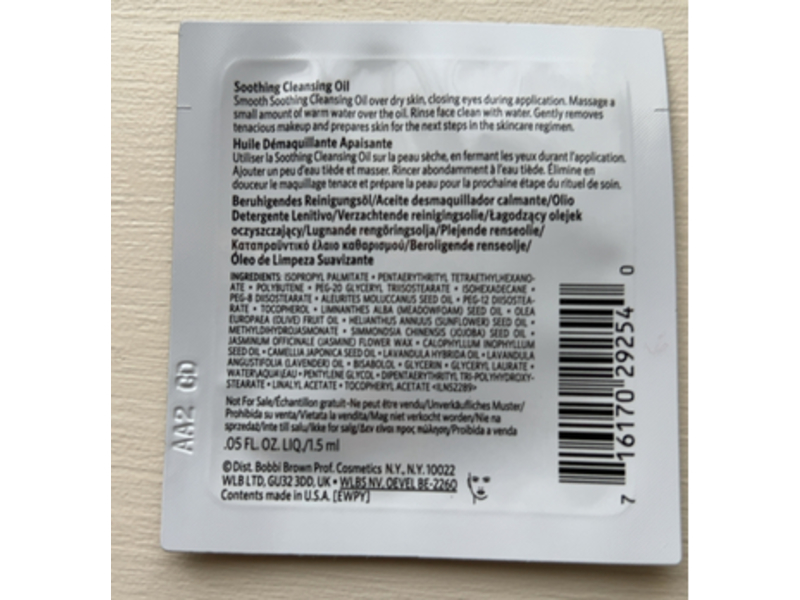 Soothing Cleansing Oil
Smooth Soothing Cleansing Oil over dry skin, closing eyes during application. Massage a
small amount of warm water over the oil. Rinse face clean with water. Gently removes
tenacious makeup and prepares skin for the next steps in the skincare regimen.
Huile Démaquillante Apaisante
Utiliser la Soothing Cleansing Oil sur la peau sèche, en fermant les yeux durant l'application.
Ajouter un peu d'eau tiède et masser. Rincer abondamment à l'eau tiède. Élimine en
douceur le maquillage tenace et prépare la peau pour la prochaine étape du rituel de soin.
Beruhigendes Reinigungsöl/Aceite desmaquillador calmante/Olio
Detergente Lenitivo/Verzachtende reinigingsolie/Łagodzący olejek
oczyszczający/Lugnande rengöringsolja/Plejende renseolie/
Καταπραϋντικό έλαιο καθαρισμού/Beroligende renseolje/
Óleo de Limpeza Suavizante
INGREDIENTS: ISOPROPYL PALMITATE • PENTAERYTHRITYL TETRAETHYLHEXANO-
ATE • POLYBUTENE • PEG-20 GLYCERYL TRIISOSTEARATE • ISOHEXADECANE •
PEG-8 DIISOSTEARATE • ALEURITES MOLUCCANUS SEED OIL • PEG-12 DIISOSTEA-
RATE • TOCOPHEROL • LIMNANTHES ALBA (MEADOWFOAM) SEED OIL • OLEA
EUROPAEA (OLIVE) FRUIT OIL • HELIANTHUS ANNUUS (SUNFLOWER) SEED OIL •
METHYLDIHYDROJASMONATE • SIMMONDSIA CHINENSIS (JOJOBA) SEED OIL •
JASMINUM OFFICINALE (JASMINE) FLOWER WAX • CALOPHYLLUM INOPHYLLUM
SEED OIL • CAMELLIA JAPONICA SEED OIL • LAVANDULA HYBRIDA OIL • LAVANDULA
ANGUSTIFOLIA (LAVENDER) OIL • BISABOLOL • GLYCERIN • GLYCERYL LAURATE •
WATER\AQUA\EAU • PENTYLENE GLYCOL • DIPENTAERYTHRITYL TRI-POLYHYDROXY-
STEARATE • LINALYL ACETATE • TOCOPHERYL ACETATE <ILN52289>
Not For Sale/Échantillon gratuit-Ne peut être vendu/Unverkäufliches Muster/
Prohibida su venta/Vietata la vendita/Mag niet verkocht worden/Nie na
sprzedaż/Inte till salu/Ikke for salg/Δεν είναι προς πώληση/Proibida a venda
.05 FL. OZ. LIQ./1.5 ml
©Dist. Bobbi Brown Prof. Cosmetics N.Y., N.Y. 10022
WLB LTD, GU32 3DD, UK • WLBS NV. OEVEL BE-2260
Contents made in U.S.A. [EWPY]
AA2 GD
7 16170 29254 0